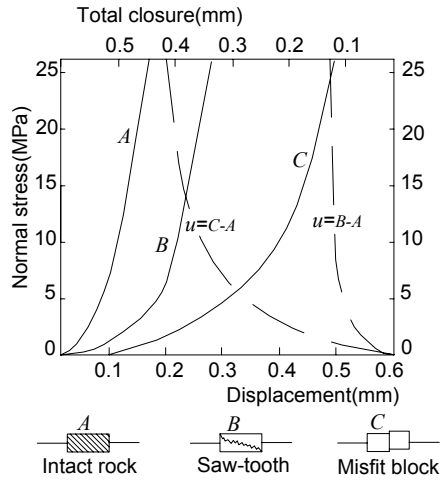 Total closure(mm)
0.5 0.4 0.3 0.2 0.1
Normal stress(MPa)
25 25
20 20
A
15 15
C
B u=C-A u=B-A
10 10
5 5
0 0
0.1 0.2 0.3 0.4 0.5 0.6
Displacement(mm)
A B C
Intact rock Saw-tooth Misfit block